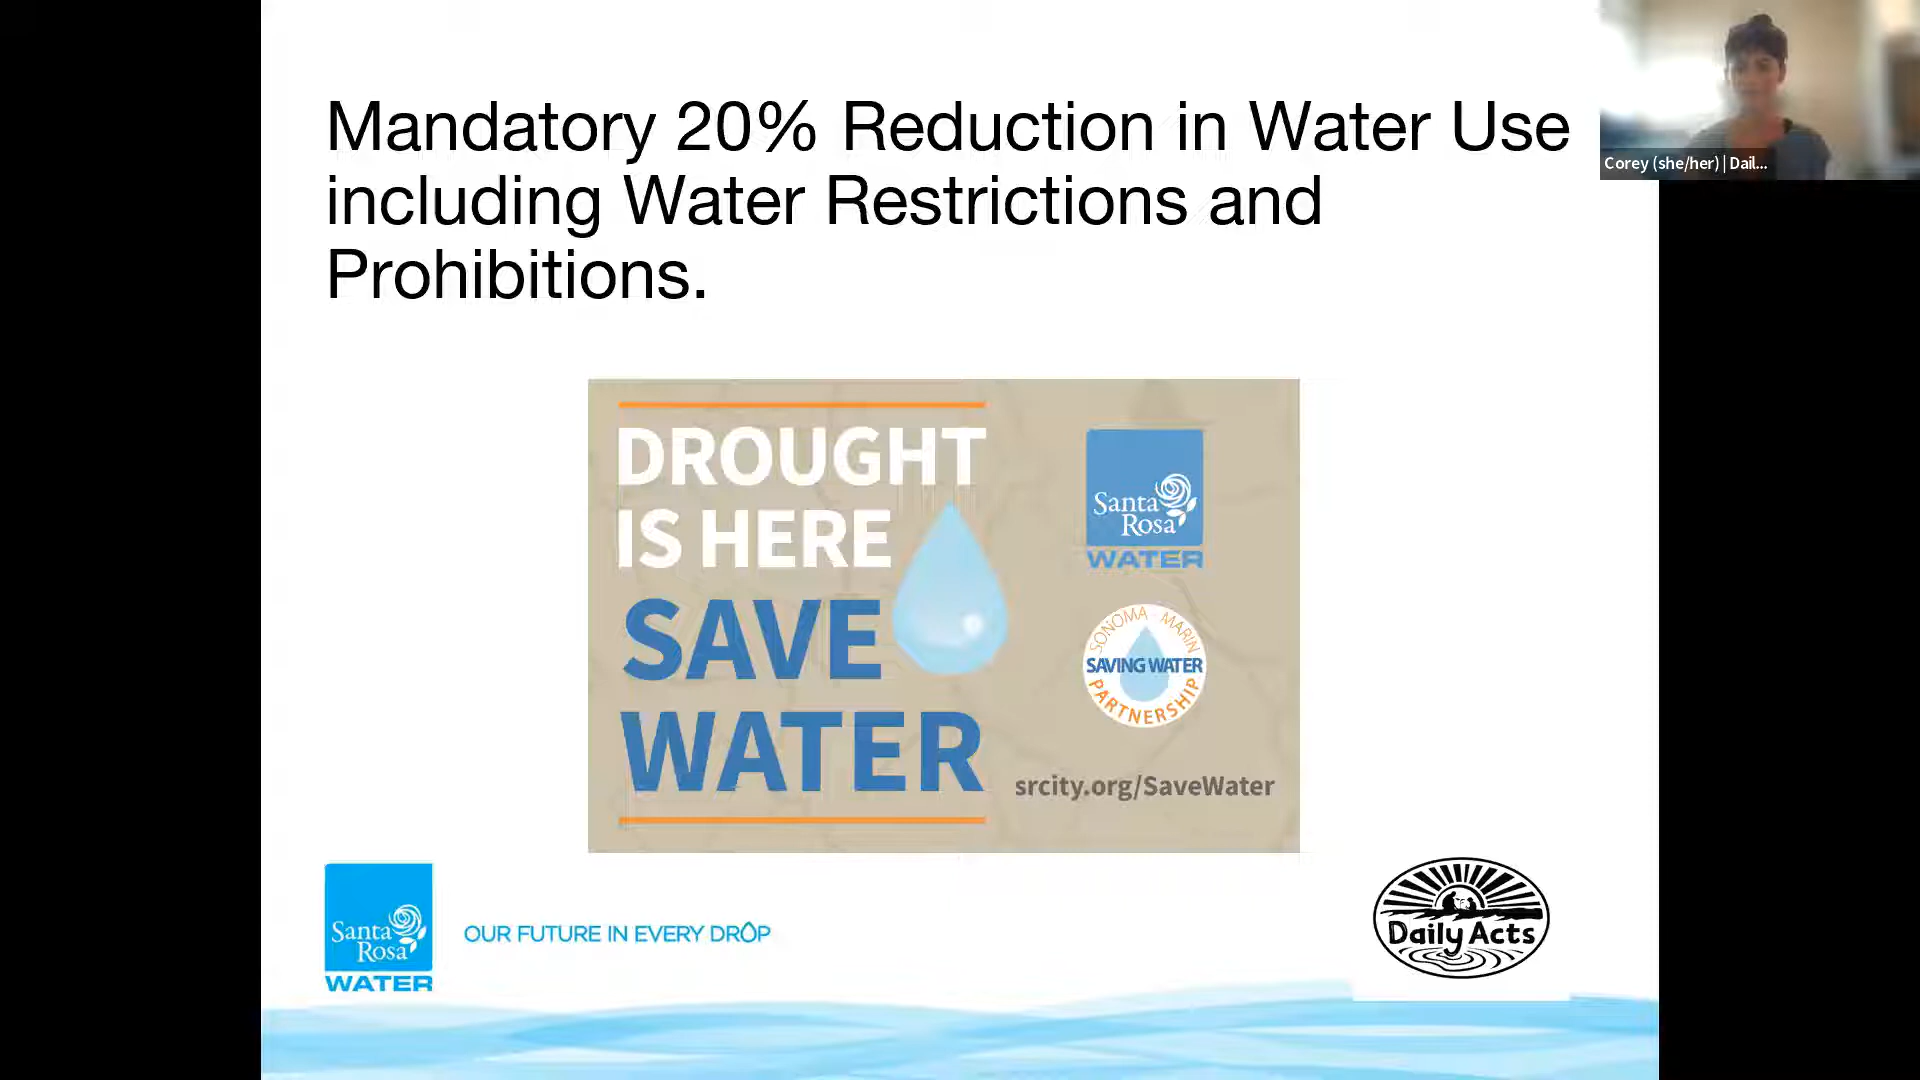 Mandatory 20% Reduction in Water Use
including Water Restrictions and
Prohibitions.
Corey (she/her) | Dail...
DROUGHT
IS HERE
SAVE
WATER
Santa
Rosa
WATER
SONOMA MARIN
SAVING WATER
PARTNERSHIP
srcity.org/SaveWater
Santa
Rosa
WATER
OUR FUTURE IN EVERY DROP
Daily Acts